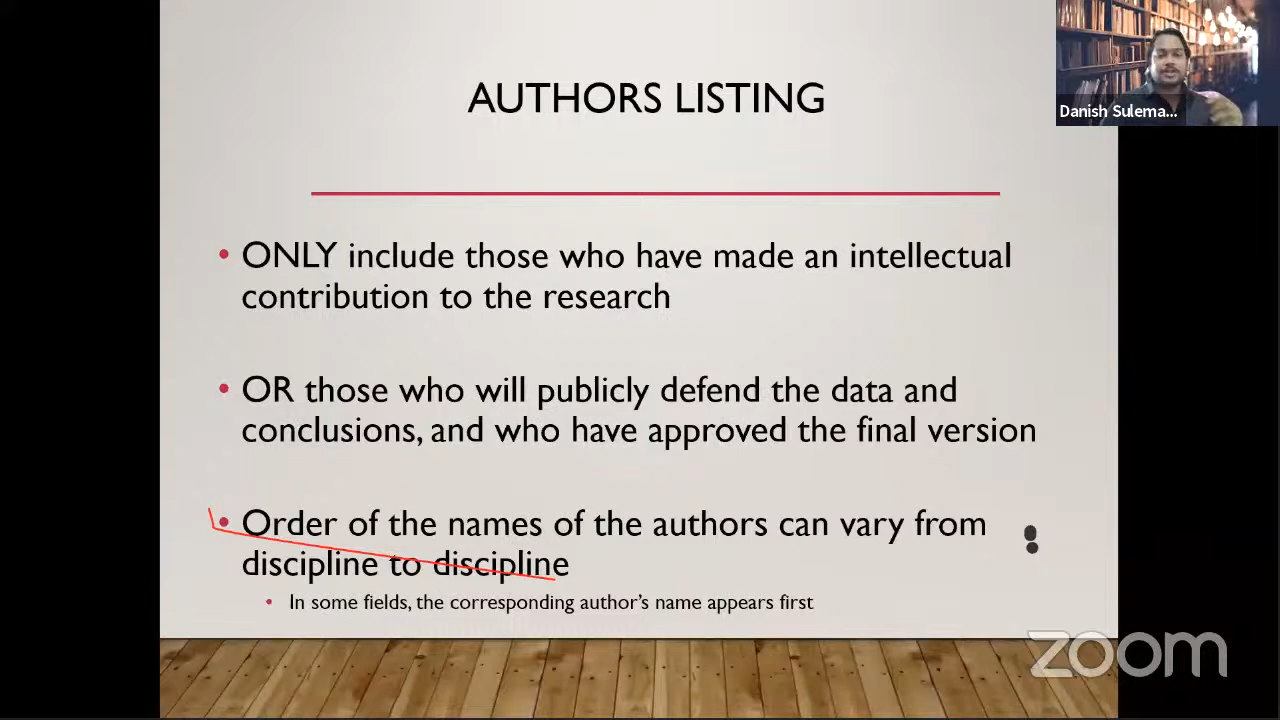 AUTHORS LISTING
Danish Sulema...
• ONLY include those who have made an intellectual
contribution to the research
• OR those who will publicly defend the data and
conclusions, and who have approved the final version
• Order of the names of the authors can vary from
discipline to discipline
• In some fields, the corresponding author's name appears first
zoom